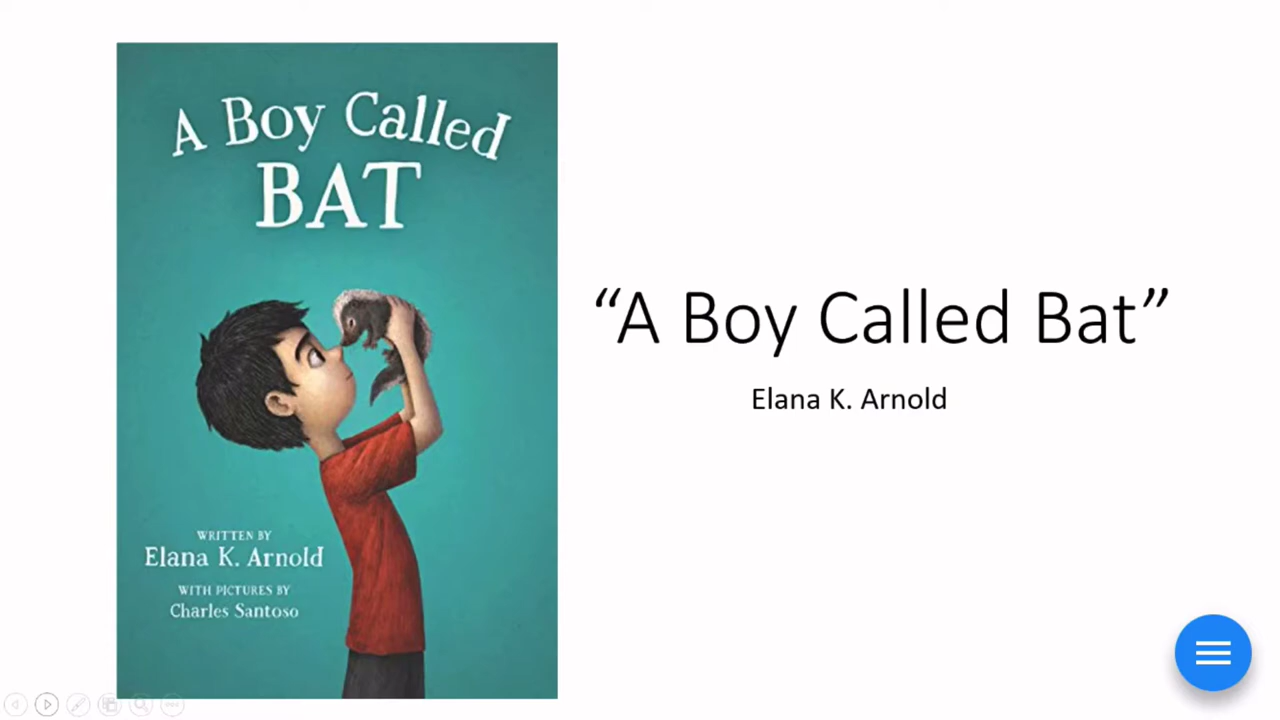 A Boy Called
BAT
WRITTEN BY
Elana K. Arnold
WITH PICTURES BY
Charles Santoso
“A Boy Called Bat”
Elana K. Arnold